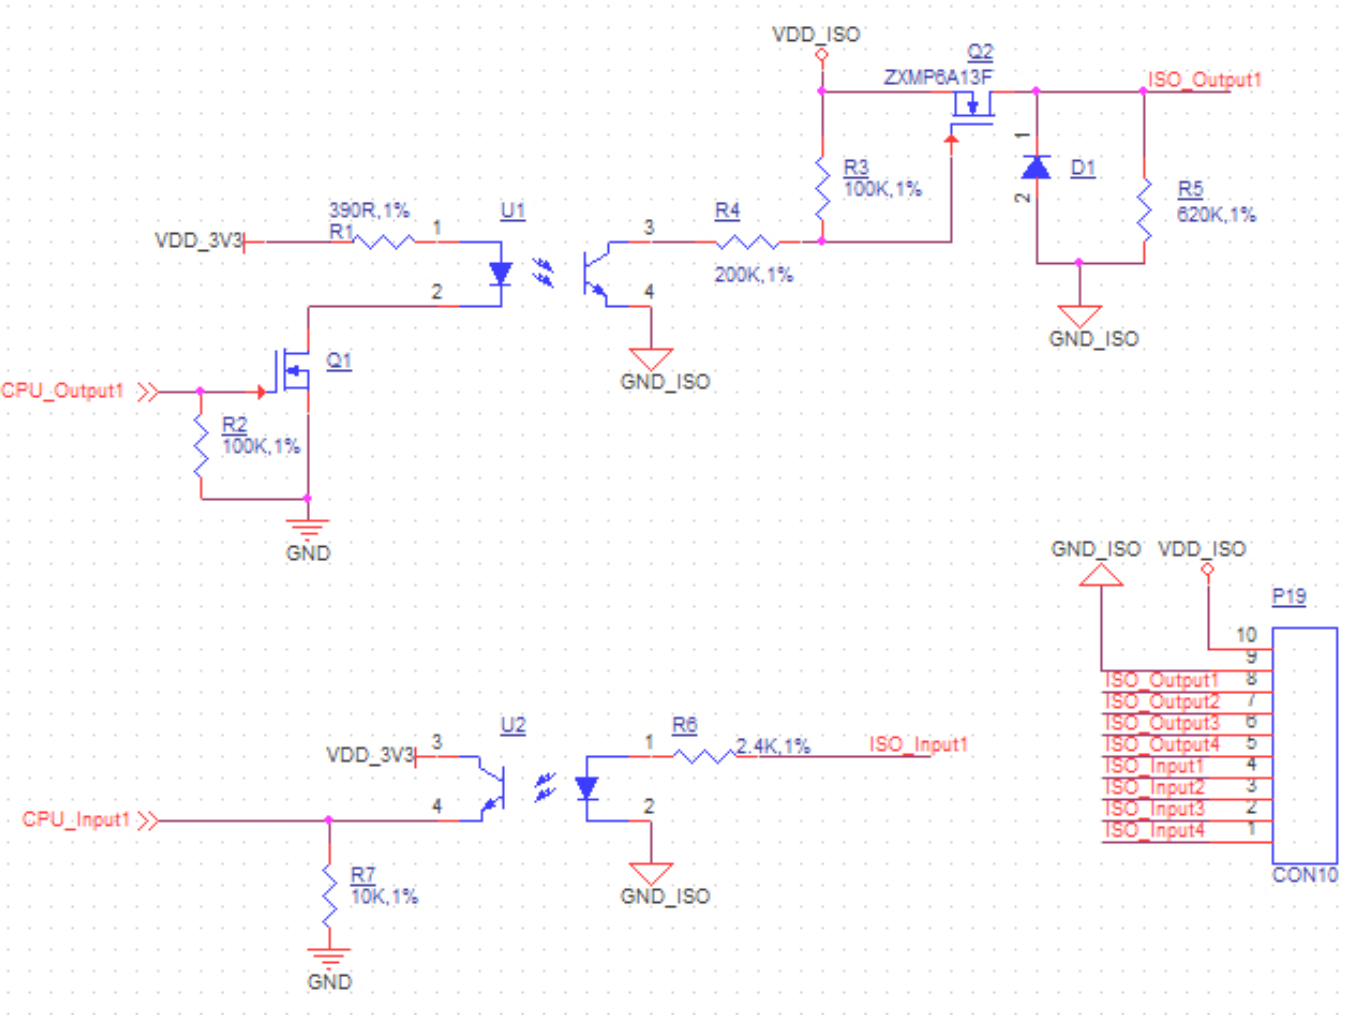 VDD_ISO
Q2
ZXMP6A13F
ISO_Output1
1
R3
100K,1%
D1
2
R5
620K,1%
390R,1%
R1
U1
R4
VDD_3V3
1
3
200K,1%
2
4
GND_ISO
GND_ISO
Q1
CPU_Output1
R2
100K,1%
GND
GND_ISO
VDD_ISO
P19
10
9
ISO_Output1 8
ISO_Output2 7
ISO_Output3 6
ISO_Output4 5
ISO_Input1 4
ISO_Input2 3
ISO_Input3 2
ISO_Input4 1
CON10
U2
R6
VDD_3V3
3
1
2.4K,1%
ISO_Input1
CPU_Input1
4
2
R7
10K,1%
GND_ISO
GND